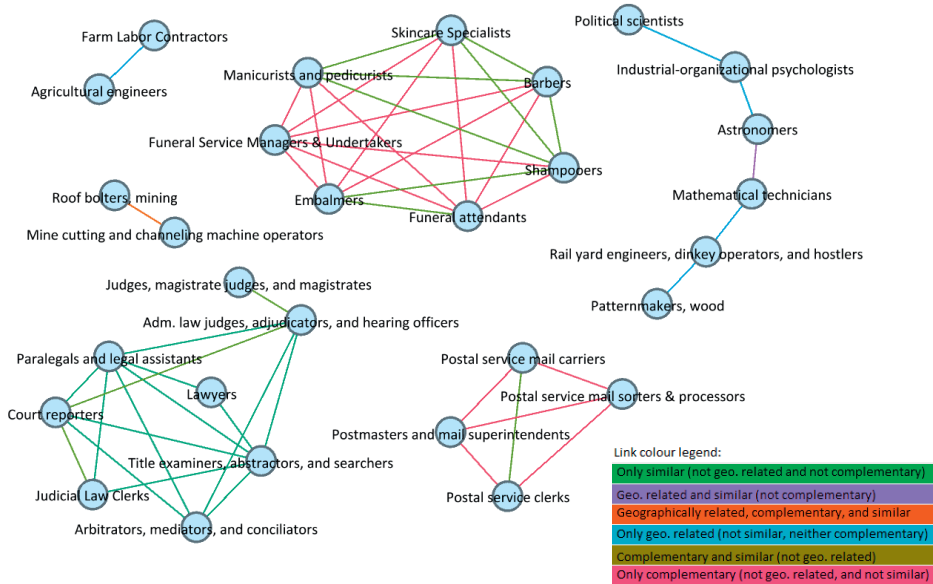 Political scientists
Skincare Specialists
Farm Labor Contractors
Industrial-organizational psychologists
Manicurists and pedicurists
Barbers
Agricultural engineers
Astronomers
Funeral Service Managers & Undertakers
Shampooers
Roof bolters, mining
Embalmers
Mathematical technicians
Funeral attendants
Mine cutting and channeling machine operators
Rail yard engineers, dinkey operators, and hostlers
Judges, magistrate judges, and magistrates
Patternmakers, wood
Adm. law judges, adjudicators, and hearing officers
Paralegals and legal assistants
Postal service mail carriers
Lawyers
Postal service mail sorters & processors
Court reporters
Postmasters and mail superintendents
Title examiners, abstractors, and searchers
Judicial Law Clerks
Postal service clerks
Arbitrators, mediators, and conciliators
Link colour legend:
Only similar (not geo. related and not complementary)
Geo. related and similar (not complementary)
Geographically related, complementary, and similar
Only geo. related (not similar, neither complementary)
Complementary and similar (not geo. related)
Only complementary (not geo. related, and not similar)